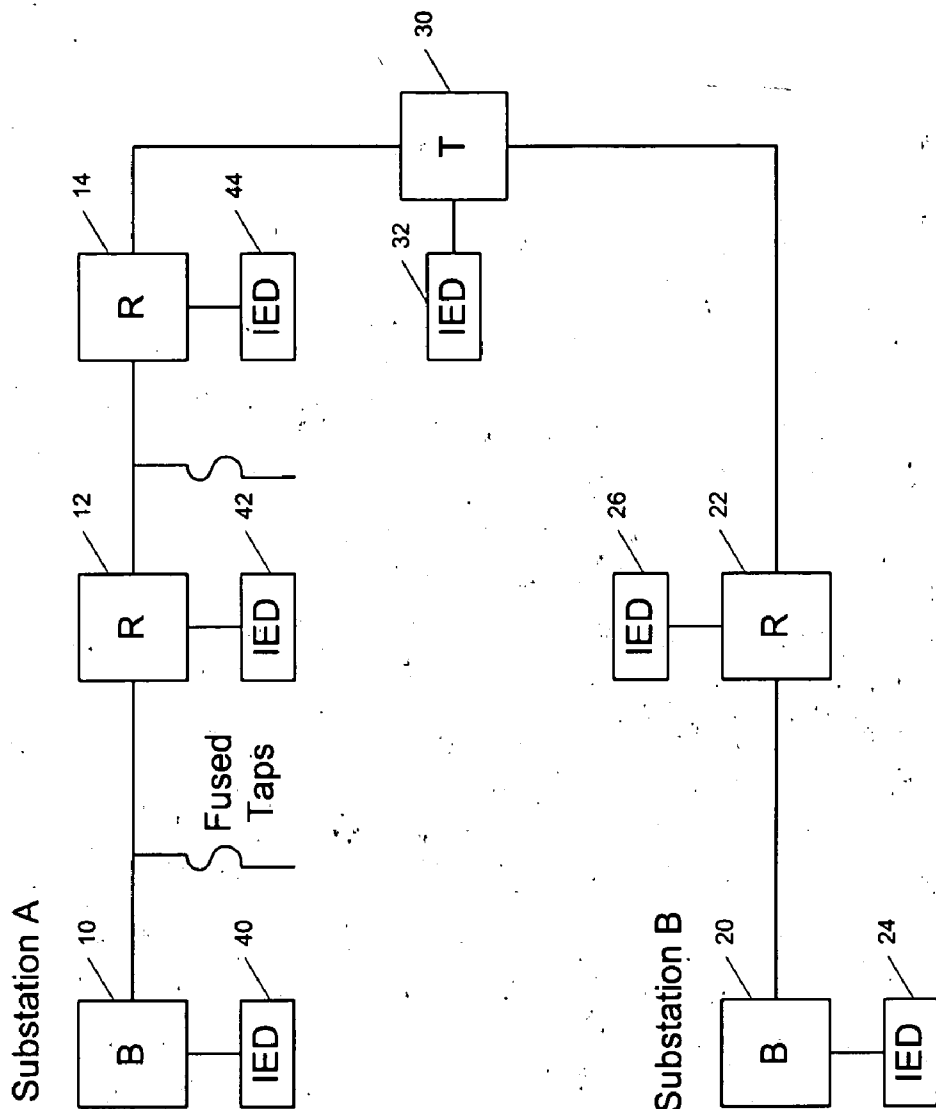 Substation A
10
12
14
B
R
R
40
42
44
IED
IED
IED
Fused
Taps
30
T
32
IED
Substation B
26
IED
20
22
B
R
24
IED